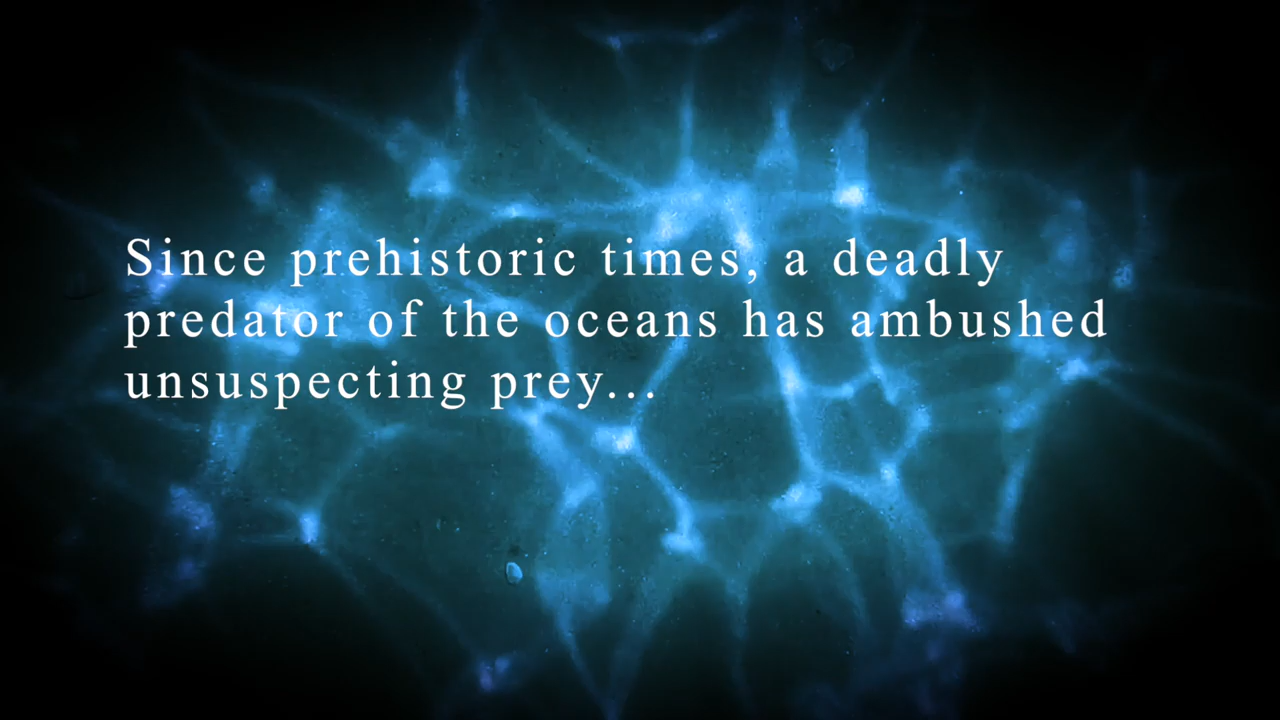 Since prehistoric times, a deadly
predator of the oceans has ambushed
unsuspecting prey...